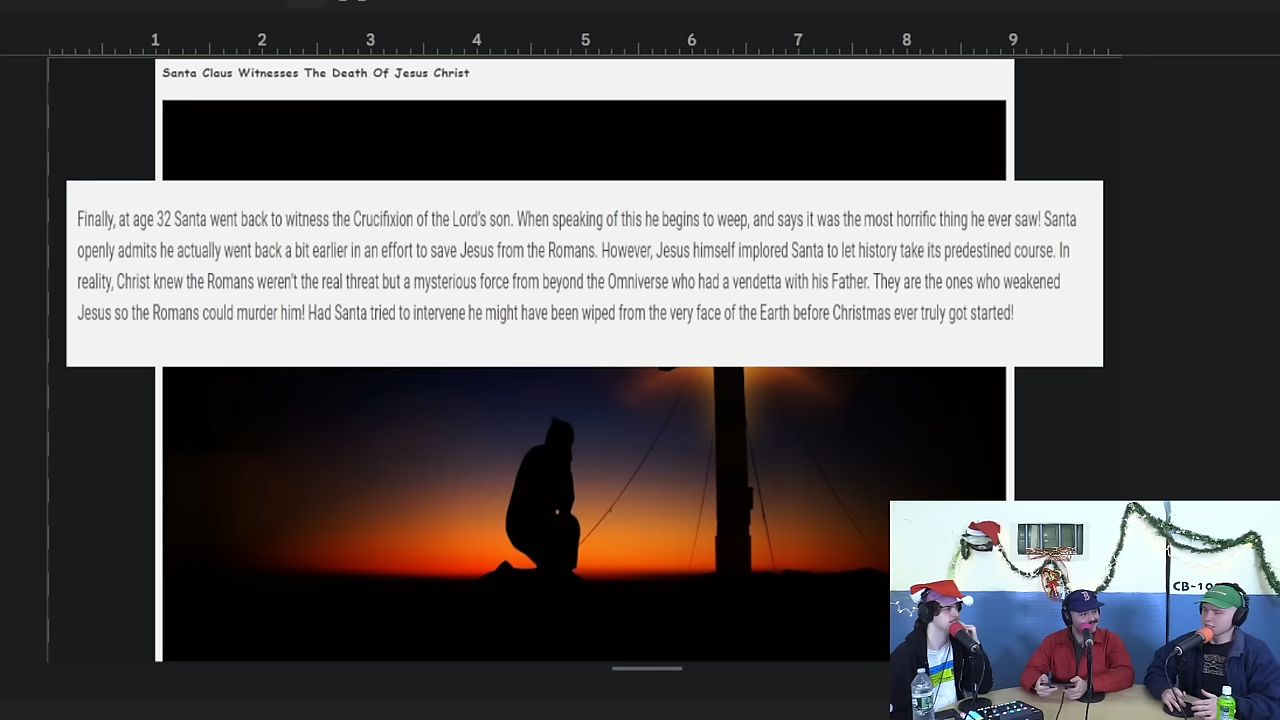 1 2 3 4 5 6 7 8 9
Santa Claus Witnesses The Death Of Jesus Christ
Finally, at age 32 Santa went back to witness the Crucifixion of the Lord's son. When speaking of this he begins to weep, and says it was the most horrific thing he ever saw! Santa
openly admits he actually went back a bit earlier in an effort to save Jesus from the Romans. However, Jesus himself implored Santa to let history take its predestined course. In
reality, Christ knew the Romans weren't the real threat but a mysterious force from beyond the Omniverse who had a vendetta with his Father. They are the ones who weakened
Jesus so the Romans could murder him! Had Santa tried to intervene he might have been wiped from the very face of the Earth before Christmas ever truly got started!
B